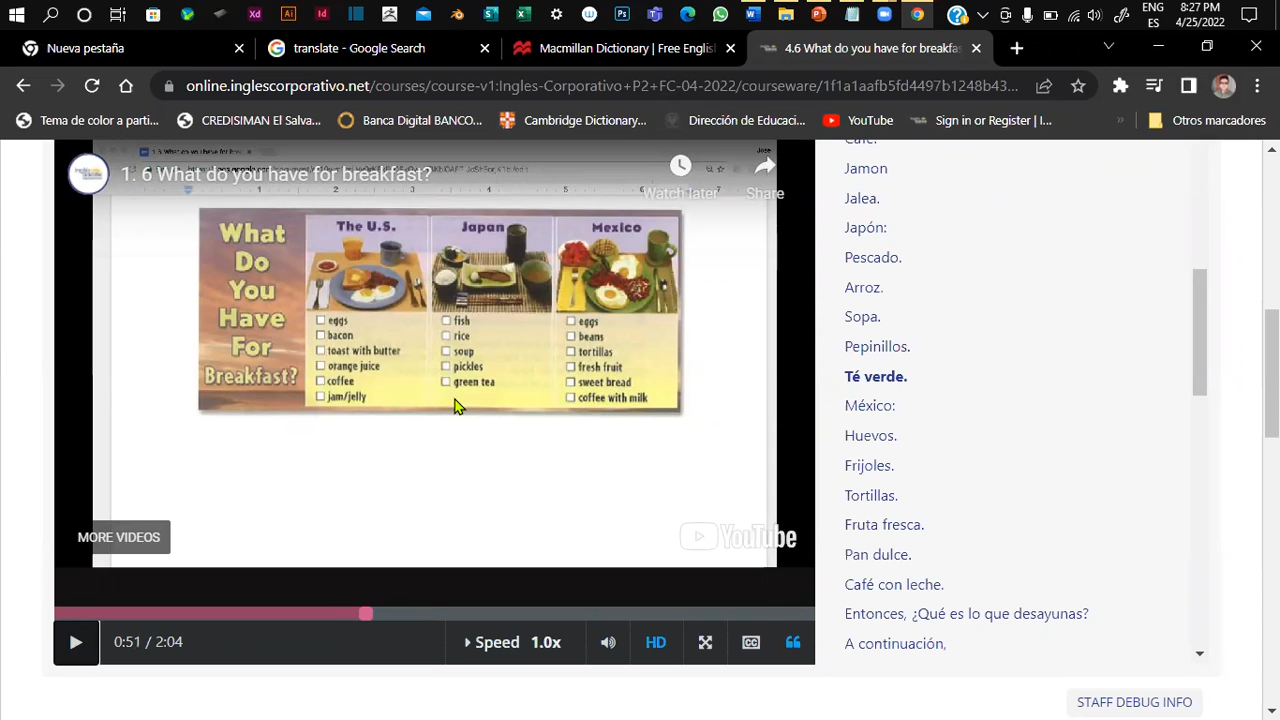 ENG
ES
8:27 PM
4/25/2022
Nueva pestaña
translate - Google Search
Macmillan Dictionary | Free Englis
4.6 What do you have for breakfas
online.inglescorporativo.net/courses/course-v1:Ingles-Corporativo+P2+FC-04-2022/courseware/1f1a1aafb5fd4497b1248b43...
Tema de color a parti...
CREDISIMAN El Salva...
Banca Digital BANCO...
Cambridge Dictionary...
Dirección de Educaci...
YouTube
Sign in or Register | I...
Otros marcadores
1. 6 What do you have for breakfast?
Watch later
Share
What
Do
You
Have
For
Breakfast?
The U.S.
eggs
bacon
toast with butter
orange juice
coffee
jam/jelly
Japan
fish
rice
soup
pickles
green tea
Mexico
eggs
beans
tortillas
fresh fruit
sweet bread
coffee with milk
MORE VIDEOS
YouTube
0:51 / 2:04
Speed 1.0x
HD
CC
Café.
Jamon
Jalea.
Japón:
Pescado.
Arroz.
Sopa.
Pepinillos.
Té verde.
México:
Huevos.
Frijoles.
Tortillas.
Fruta fresca.
Pan dulce.
Café con leche.
Entonces, ¿Qué es lo que desayunas?
A continuación,
STAFF DEBUG INFO